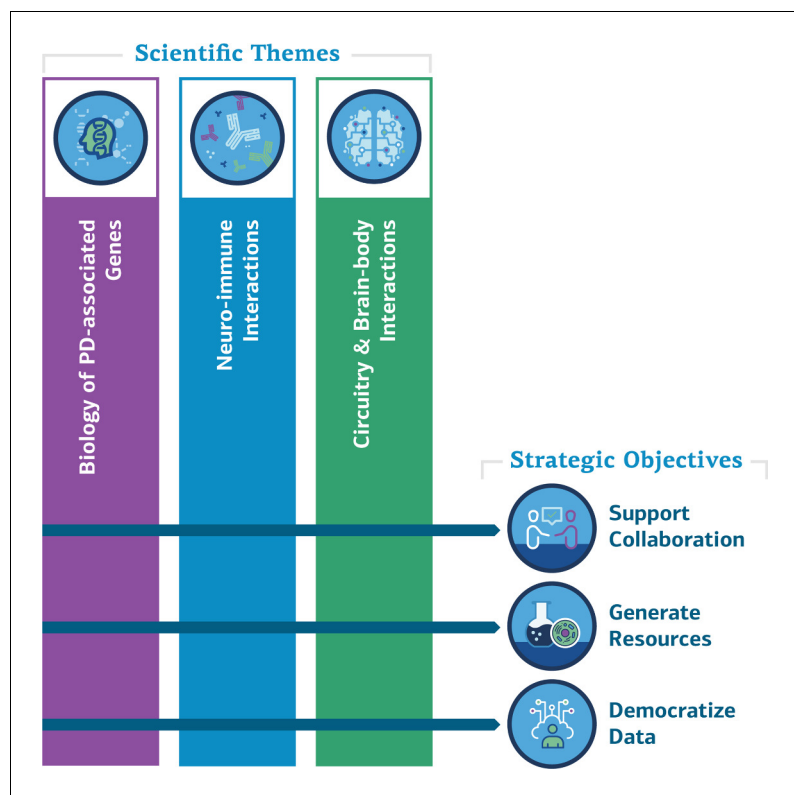 Scientific Themes
Biology of PD-associated
Genes
Neuro-immune
Interactions
Circuitry & Brain-body
Interactions
Strategic Objectives
Support
Collaboration
Generate
Resources
Democratize
Data